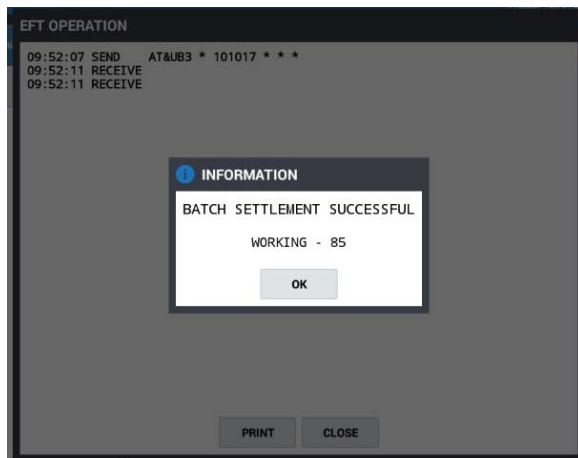 EFT OPERATION
09:52:07 SEND AT&UB3 * 101017 * * *
09:52:11 RECEIVE
09:52:11 RECEIVE
INFORMATION
BATCH SETTLEMENT SUCCESSFUL
WORKING - 85
OK
PRINT CLOSE